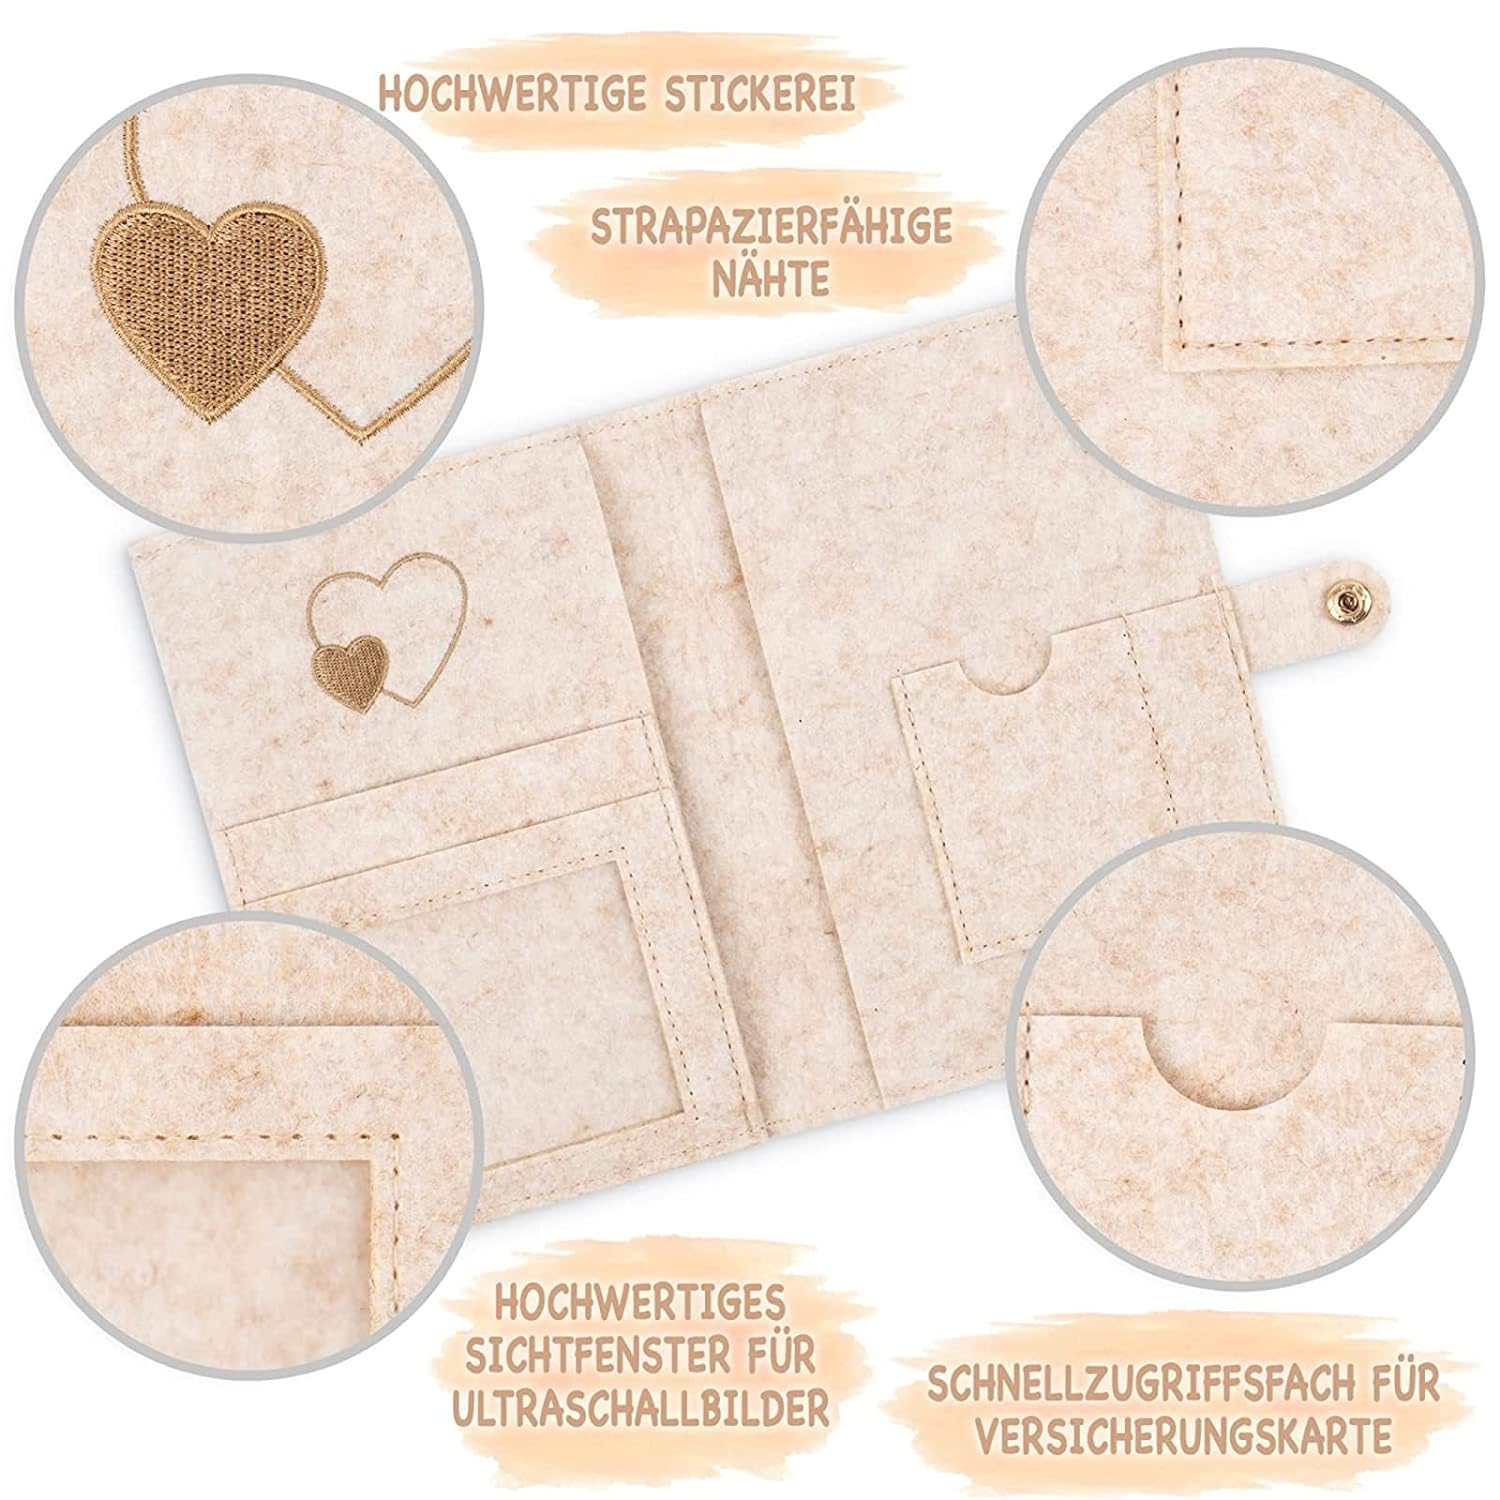 HOCHWERTIGE STICKEREI
STRAPAZIERFÄHIGE
NÄHTE
HOCHWERTIGES
SICHTFENSTER FÜR
ULTRASCHALLBILDER
SCHNELLZUGRIFFSFACH FÜR
VERSICHERUNGSKARTE